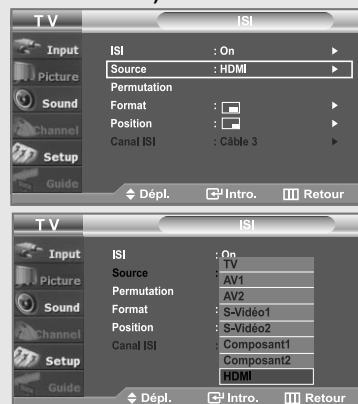 TV ISI
Input
Picture
Sound
Channel
Setup
Guide
ISI : On
Source : HDMI
Permutation
Format :
Position :
Canal ISI : Câble 3
Dépl. Intro. Retour
TV ISI
Input
Picture
Sound
Channel
Setup
Guide
ISI : On
Source :
Permutation
Format :
Position :
Canal ISI :
TV
AV1
AV2
S-Vidéo1
S-Vidéo2
Composant1
Composant2
HDMI
Dépl. Intro. Retour